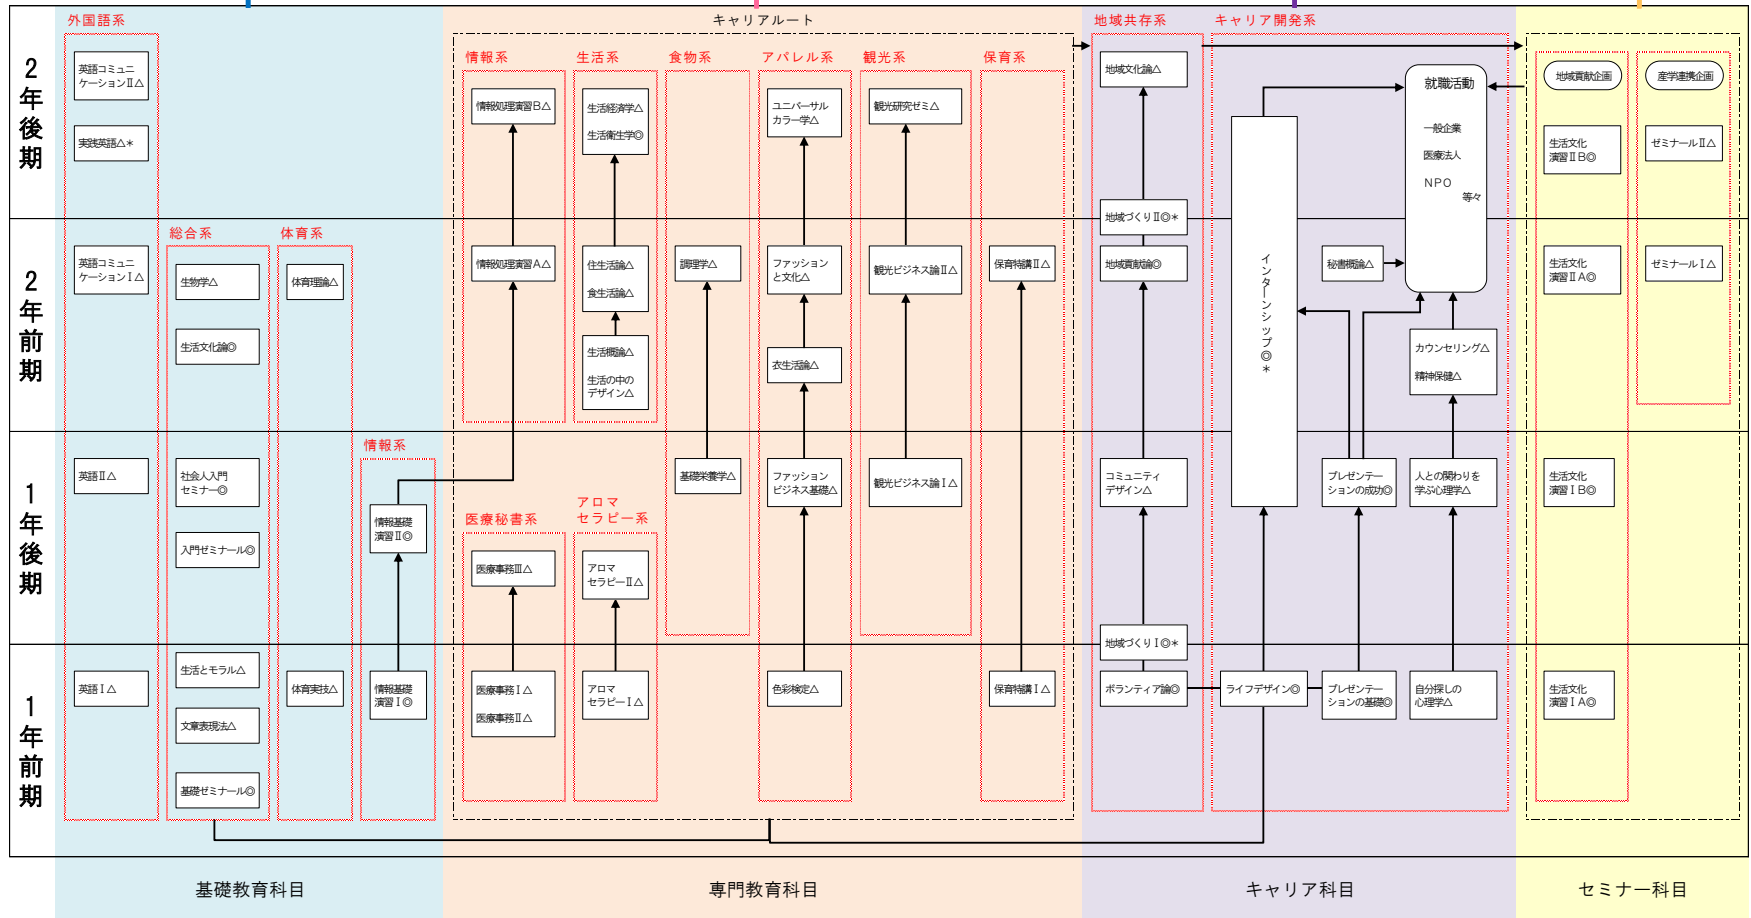 外国語系
キャリアルート
地域共存系
キャリア開発系
情報系
生活系
食物系
アパレル系
観光系
保育系
2年後期
英語コミュニ
ケーションⅡ△
実践英語△＊
情報処理演習B△
生活経済学△
生活衛生学◎
ユニバーサル
カラー学△
観光研究ゼミ△
地域文化論△
就職活動
一般企業
医療法人
NPO
等々
地域貢献企画
産学連携企画
生活文化
演習ⅡB◎
ゼミナールⅡ△
地域づくりⅡ◎＊
2年前期
総合系
体育系
英語コミュニ
ケーションⅠ△
生物学△
生活文化論◎
体育理論△
情報処理演習A△
住生活論△
食生活論△
生活概論△
生活の中の
デザイン△
調理学△
ファッション
と文化△
衣生活論△
観光ビジネス論Ⅱ△
保育特講Ⅱ△
地域貢献論◎
インターンシップ◎＊
秘書概論△
カウンセリング△
精神保健△
生活文化
演習ⅡA◎
ゼミナールⅠ△
1年後期
情報系
英語Ⅱ△
社会人入門
セミナー◎
入門ゼミナール◎
情報基礎
演習Ⅱ◎
医療秘書系
アロマ
セラピー系
医療事務Ⅲ△
アロマ
セラピーⅡ△
基礎栄養学△
ファッション
ビジネス基礎△
観光ビジネス論Ⅰ△
コミュニティ
デザイン△
プレゼンテー
ションの成功◎
人との関わりを
学ぶ心理学△
生活文化
演習ⅠB◎
地域づくりⅠ◎＊
1年前期
英語Ⅰ△
生活とモラル△
文章表現法△
基礎ゼミナール◎
体育実技△
情報基礎
演習Ⅰ◎
医療事務Ⅰ△
医療事務Ⅱ△
アロマ
セラピーⅠ△
色彩検定△
保育特講Ⅰ△
ボランティア論◎
ライフデザイン◎
プレゼンテー
ションの基礎◎
自分探しの
心理学△
生活文化
演習ⅠA◎
基礎教育科目
専門教育科目
キャリア科目
セミナー科目